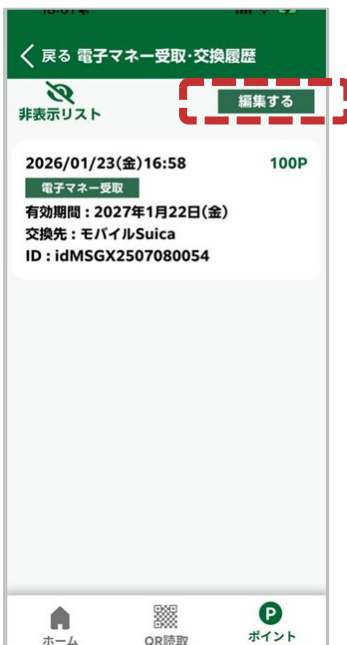 戻る 電子マネー受取·交換履歴
非表示リスト
編集する
2026/01/23(金)16:58
100P
電子マネー受取
有効期間：2027年1月22日(金)
交換先：モバイルSuica
ID：idMSGX2507080054
ホーム
QR読取
P
ポイント